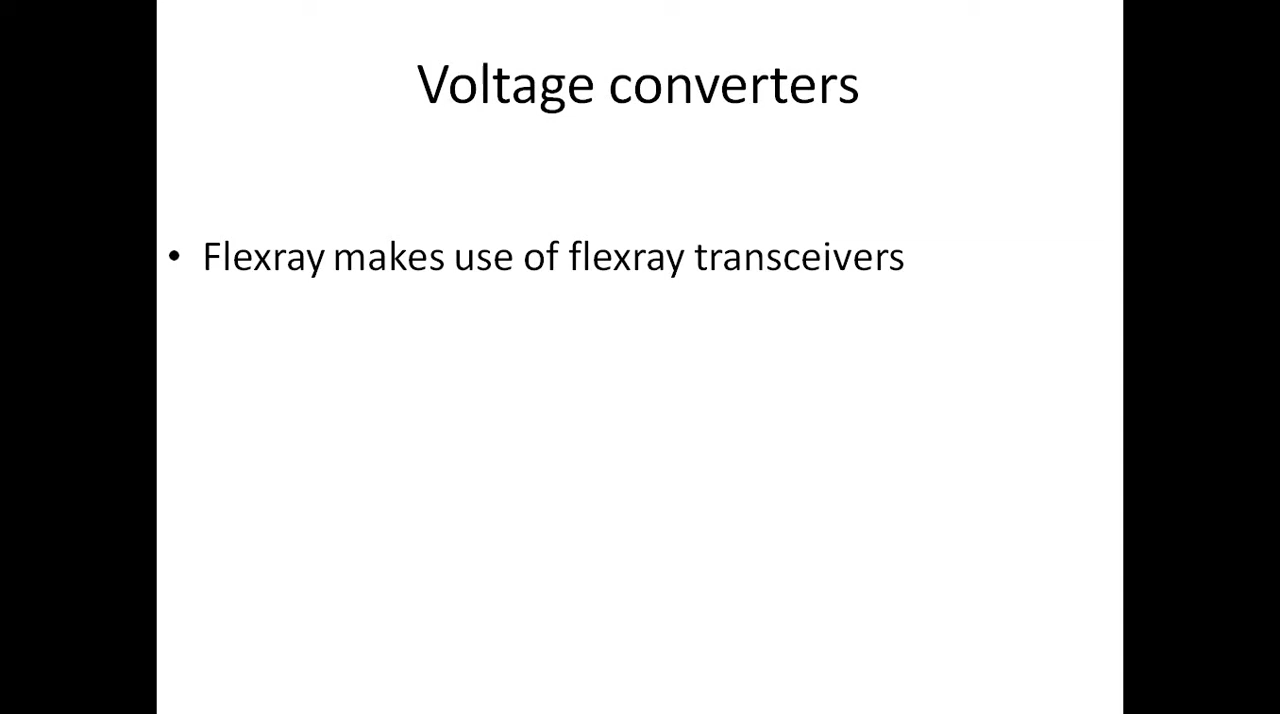 Voltage converters
• Flexray makes use of flexray transceivers